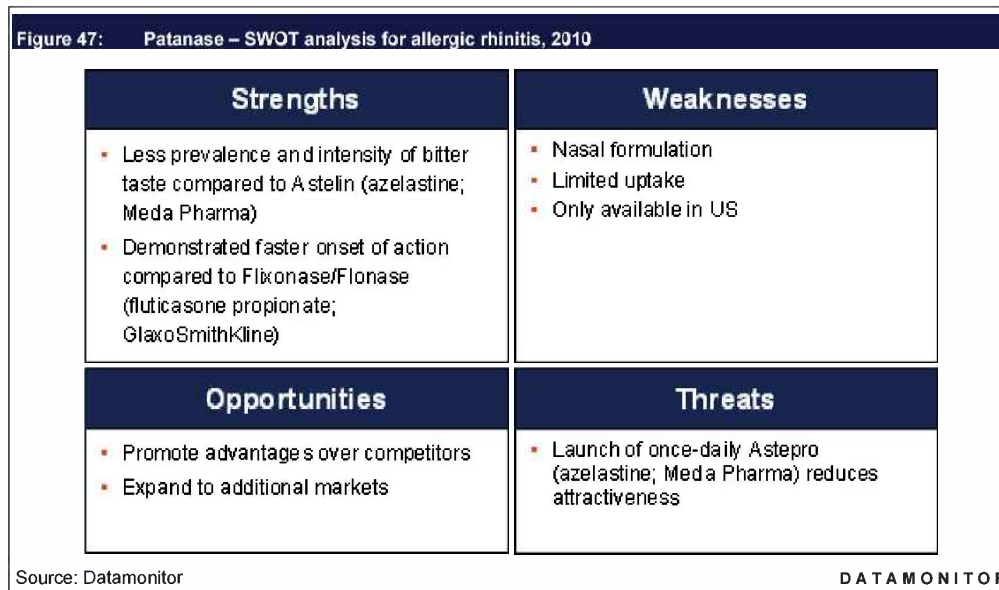 Figure 47: Patanase – SWOT analysis for allergic rhinitis, 2010
Strengths
▪ Less prevalence and intensity of bitter
taste compared to Astelin (azelastine;
Meda Pharma)
▪ Demonstrated faster onset of action
compared to Flixonase/Flonase
(fluticasone propionate;
GlaxoSmithKline)
Weaknesses
▪ Nasal formulation
▪ Limited uptake
▪ Only available in US
Opportunities
▪ Promote advantages over competitors
▪ Expand to additional markets
Threats
▪ Launch of once-daily Astepro
(azelastine; Meda Pharma) reduces
attractiveness
Source: Datamonitor
DATAMONITOR